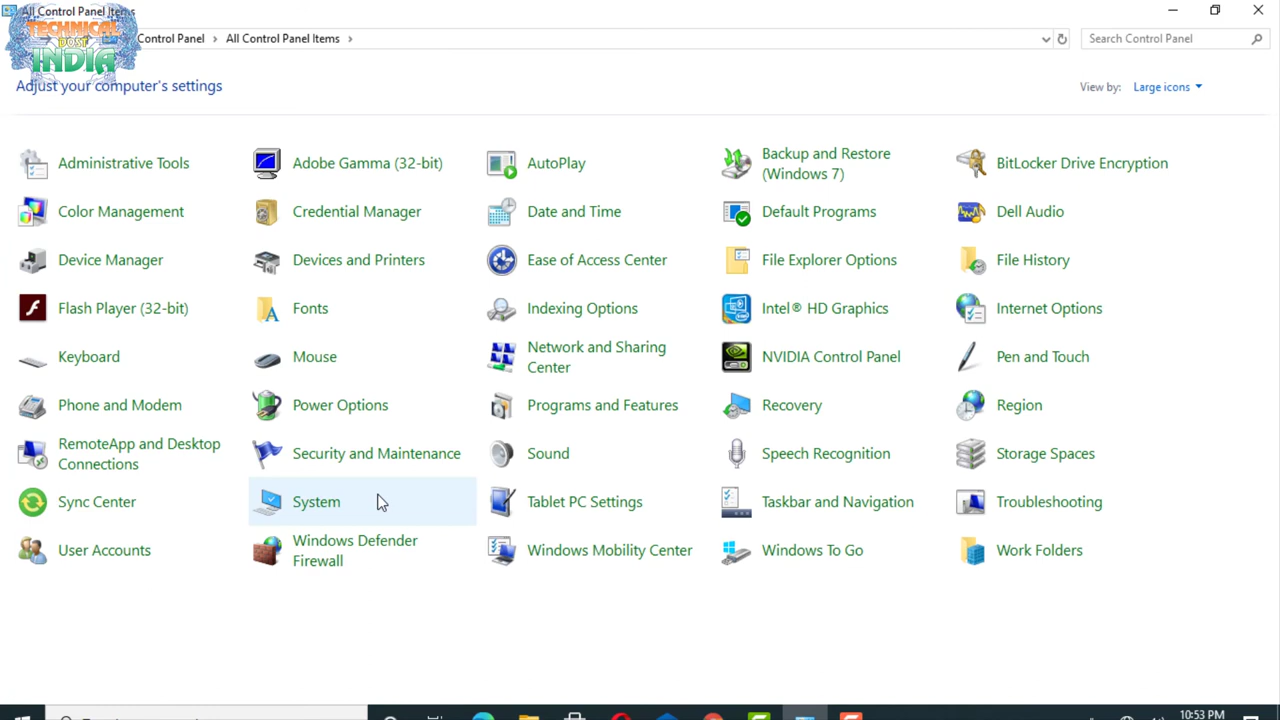 All Control Panel Items
TECHNICAL
DOST
INDIA
Control Panel > All Control Panel Items >
Search Control Panel
Adjust your computer's settings
View by: Large icons
Administrative Tools
Adobe Gamma (32-bit)
AutoPlay
Backup and Restore
(Windows 7)
BitLocker Drive Encryption
Color Management
Credential Manager
Date and Time
Default Programs
Dell Audio
Device Manager
Devices and Printers
Ease of Access Center
File Explorer Options
File History
Flash Player (32-bit)
Fonts
Indexing Options
Intel® HD Graphics
Internet Options
Keyboard
Mouse
Network and Sharing
Center
NVIDIA Control Panel
Pen and Touch
Phone and Modem
Power Options
Programs and Features
Recovery
Region
RemoteApp and Desktop
Connections
Security and Maintenance
Sound
Speech Recognition
Storage Spaces
Sync Center
System
Tablet PC Settings
Taskbar and Navigation
Troubleshooting
User Accounts
Windows Defender
Firewall
Windows Mobility Center
Windows To Go
Work Folders
10:53 PM